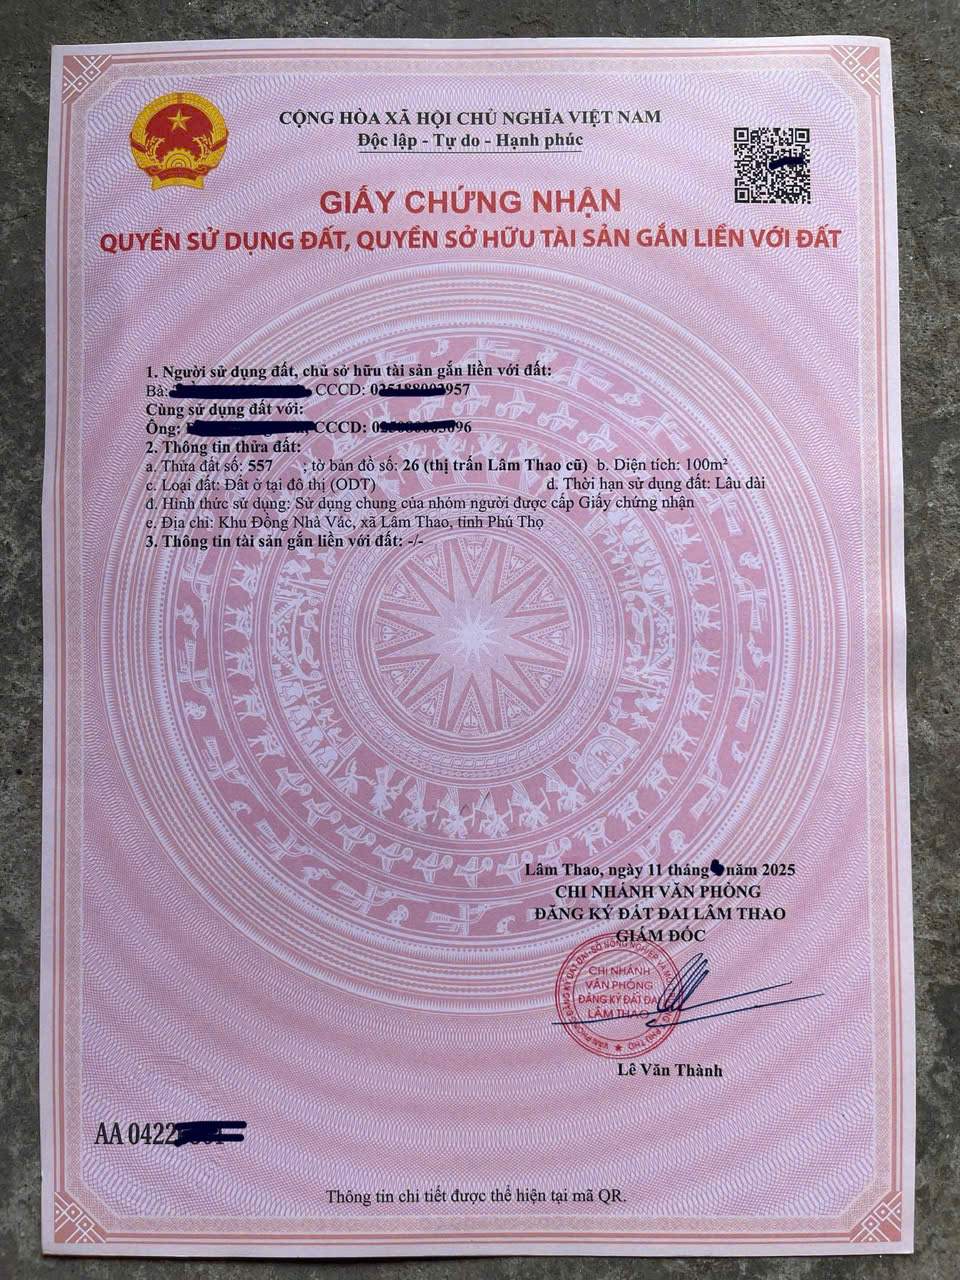 CỘNG HÒA XÃ HỘI CHỦ NGHĨA VIỆT NAM
Độc lập - Tự do - Hạnh phúc
GIẤY CHỨNG NHẬN
QUYỀN SỬ DỤNG ĐẤT, QUYỀN SỞ HỮU TÀI SẢN GẮN LIỀN VỚI ĐẤT
1. Người sử dụng đất, chủ sở hữu tài sản gắn liền với đất:
Bà: CCCD:
Cùng sử dụng đất với:
Ông: CCCD:
2. Thông tin thửa đất:
a. Thửa đất số: 557 ; tờ bản đồ số: 26 (thị trấn Lâm Thao cũ) b. Diện tích: 100m²
c. Loại đất: Đất ở tại đô thị (ODT) d. Thời hạn sử dụng đất: Lâu dài
đ. Hình thức sử dụng: Sử dụng chung của nhóm người được cấp Giấy chứng nhận
e. Địa chỉ: Khu Đồng Nhà Vác, xã Lâm Thao, tỉnh Phú Thọ
3. Thông tin tài sản gắn liền với đất: -/-
Lâm Thao, ngày 11 tháng năm 2025
CHI NHÁNH VĂN PHÒNG
ĐĂNG KÝ ĐẤT ĐAI LÂM THAO
GIÁM ĐỐC
CHI NHÁNH
VĂN PHÒNG
ĐĂNG KÝ ĐẤT ĐAI
LÂM THAO
Lê Văn Thành
AA 0422
Thông tin chi tiết được thể hiện tại mã QR.